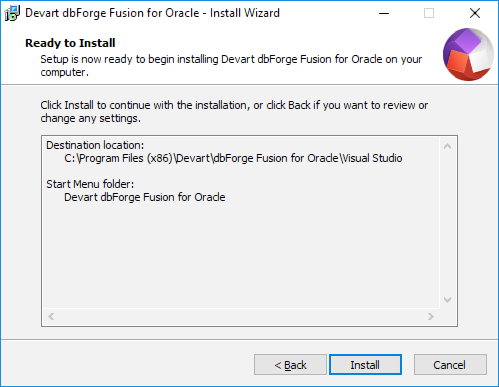 Devart dbForge Fusion for Oracle - Install Wizard
Ready to Install
Setup is now ready to begin installing Devart dbForge Fusion for Oracle on your
computer.
Click Install to continue with the installation, or click Back if you want to review or
change any settings.
Destination location:
C:\Program Files (x86)\Devart\dbForge Fusion for Oracle\Visual Studio
Start Menu folder:
Devart dbForge Fusion for Oracle
< Back
Install
Cancel